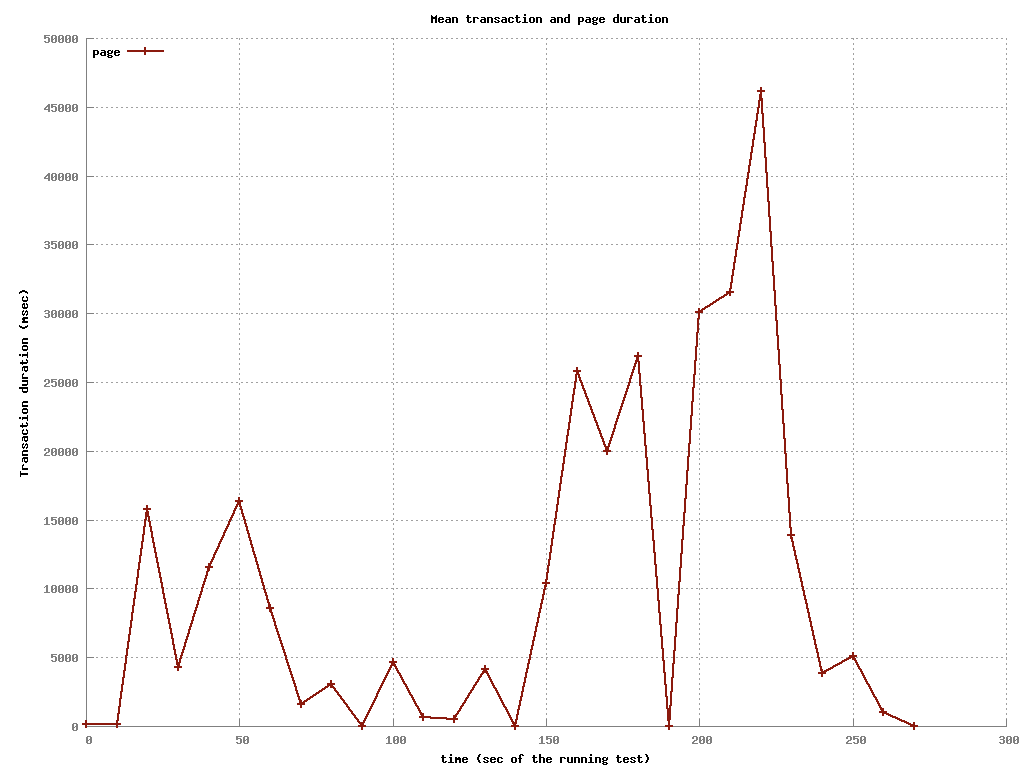 Mean transaction and page duration
page
50000
45000
40000
35000
30000
25000
20000
15000
10000
5000
0
Transaction duration (msec)
0 50 100 150 200 250 300
time (sec of the running test)